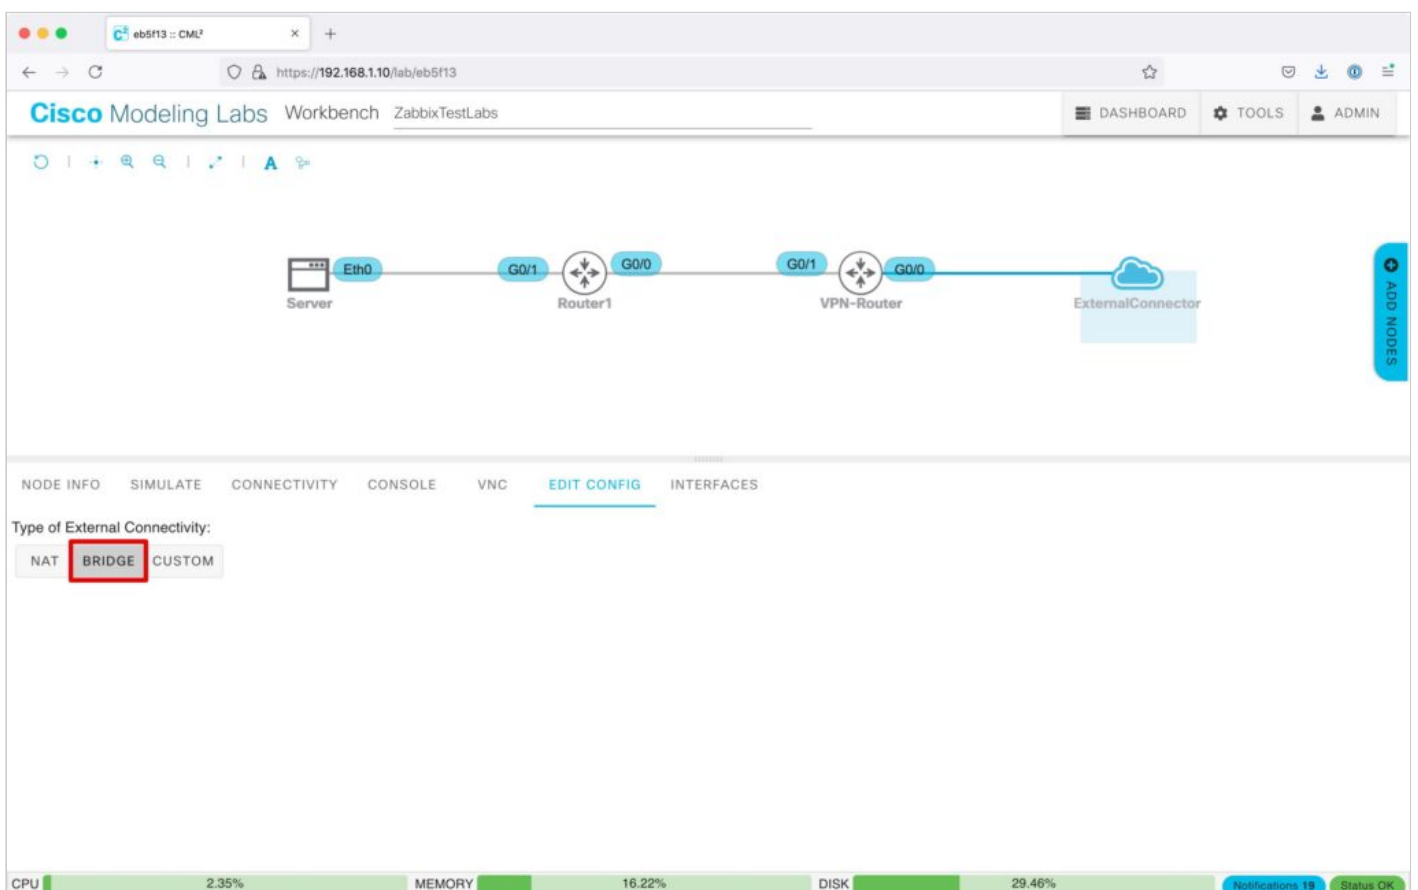 eb5f13 :: CML²
https://192.168.1.10/lab/eb5f13
Cisco Modeling Labs Workbench ZabbixTestLabs DASHBOARD TOOLS ADMIN
A
Eth0 G0/1 G0/0 G0/1 G0/0
Server Router1 VPN-Router ExternalConnector
ADD NODES
NODE INFO SIMULATE CONNECTIVITY CONSOLE VNC EDIT CONFIG INTERFACES
Type of External Connectivity:
NAT BRIDGE CUSTOM
CPU 2.35% MEMORY 16.22% DISK 29.46% Notifications 19 Status OK